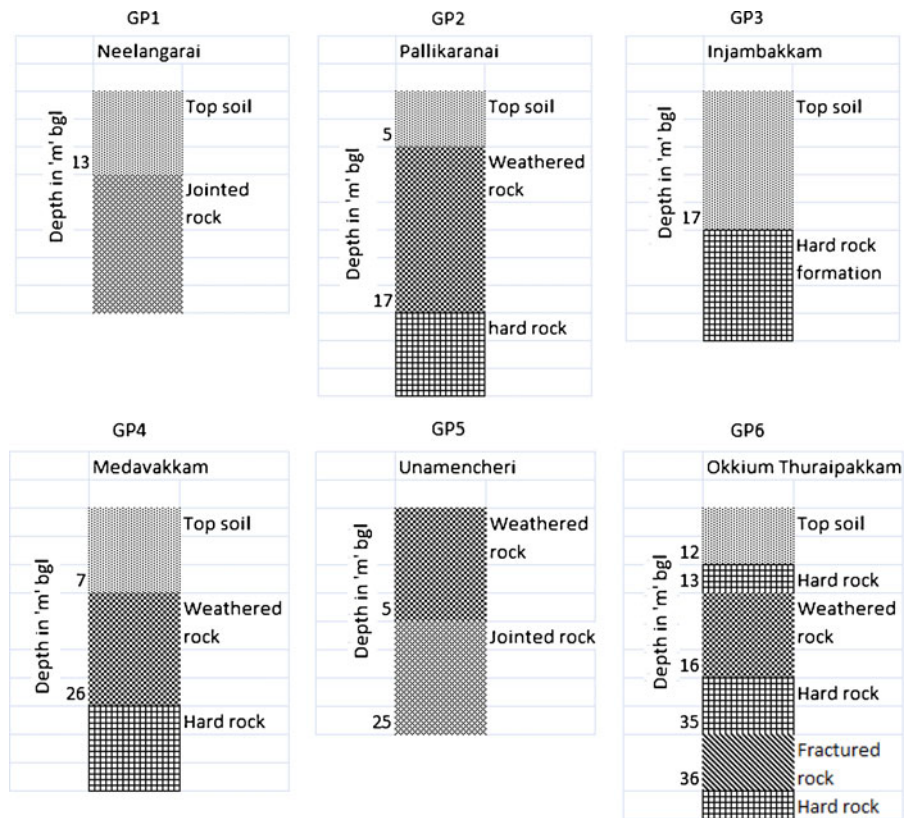 GP1
Neelangarai
Depth in 'm' bgl
Top soil
13
Jointed
rock
GP2
Pallikaranai
Depth in 'm' bgl
Top soil
5
Weathered
rock
17
hard rock
GP3
Injambakkam
Depth in 'm' bgl
Top soil
17
Hard rock
formation
GP4
Medavakkam
Depth in 'm' bgl
Top soil
7
Weathered
rock
26
Hard rock
GP5
Unamencheri
Depth in 'm' bgl
Weathered
rock
5
Jointed rock
25
GP6
Okkium Thuraipakkam
Depth in 'm' bgl
Top soil
12
13
Hard rock
Weathered
rock
16
Hard rock
35
Fractured
rock
36
Hard rock